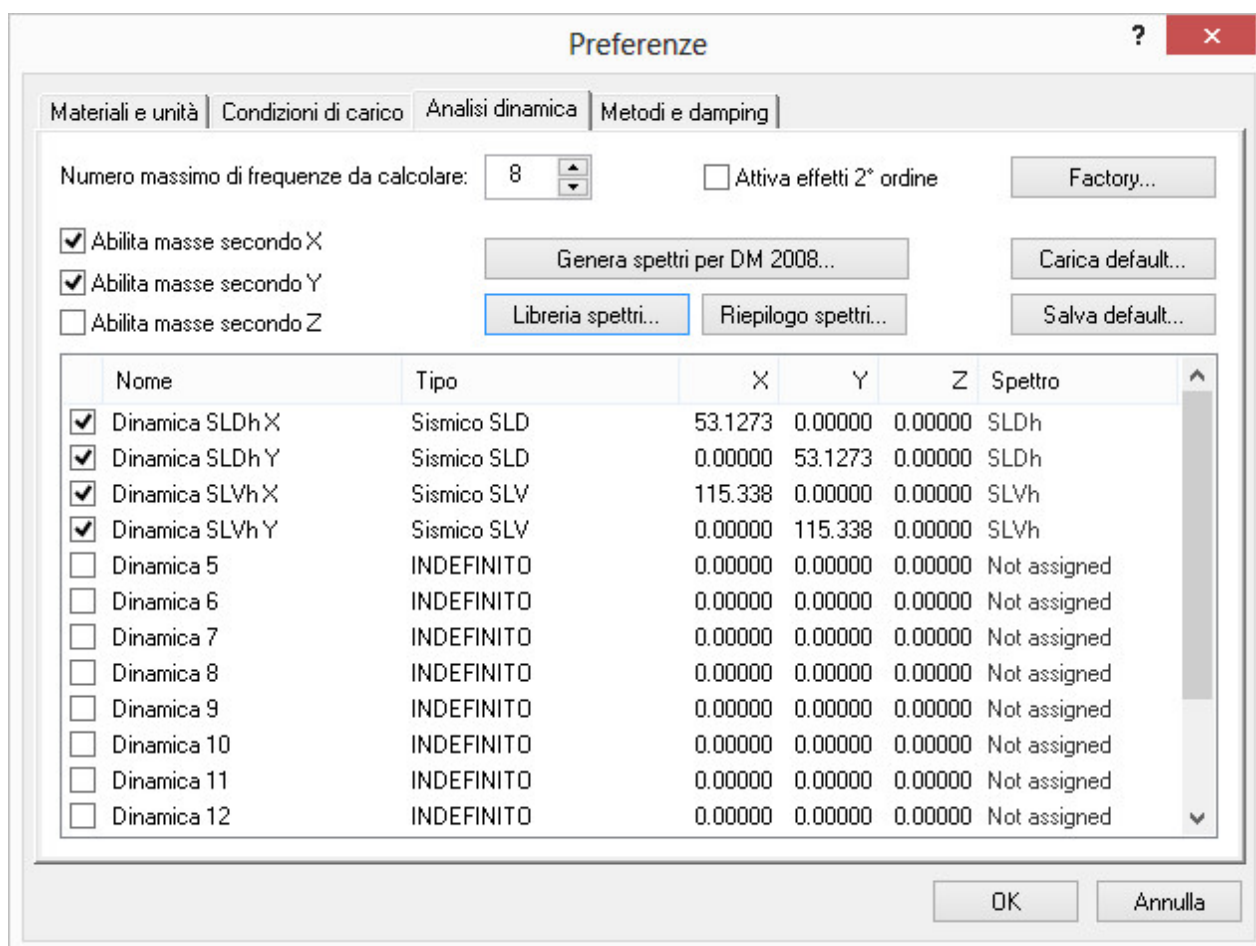 Preferenze
?
Materiali e unità Condizioni di carico Analisi dinamica Metodi e damping
Numero massimo di frequenze da calcolare: 8 Attiva effetti 2° ordine Factory...
Abilita masse secondo X
Genera spettri per DM 2008... Carica default...
Abilita masse secondo Y
Libreria spettri... Riepilogo spettri... Salva default...
Abilita masse secondo Z
Nome Tipo X Y Z Spettro
Dinamica SLDh X Sismico SLD 53.1273 0.00000 0.00000 SLDh
Dinamica SLDh Y Sismico SLD 0.00000 53.1273 0.00000 SLDh
Dinamica SLVh X Sismico SLV 115.338 0.00000 0.00000 SLVh
Dinamica SLVh Y Sismico SLV 0.00000 115.338 0.00000 SLVh
Dinamica 5 INDEFINITO 0.00000 0.00000 0.00000 Not assigned
Dinamica 6 INDEFINITO 0.00000 0.00000 0.00000 Not assigned
Dinamica 7 INDEFINITO 0.00000 0.00000 0.00000 Not assigned
Dinamica 8 INDEFINITO 0.00000 0.00000 0.00000 Not assigned
Dinamica 9 INDEFINITO 0.00000 0.00000 0.00000 Not assigned
Dinamica 10 INDEFINITO 0.00000 0.00000 0.00000 Not assigned
Dinamica 11 INDEFINITO 0.00000 0.00000 0.00000 Not assigned
Dinamica 12 INDEFINITO 0.00000 0.00000 0.00000 Not assigned
OK Annulla